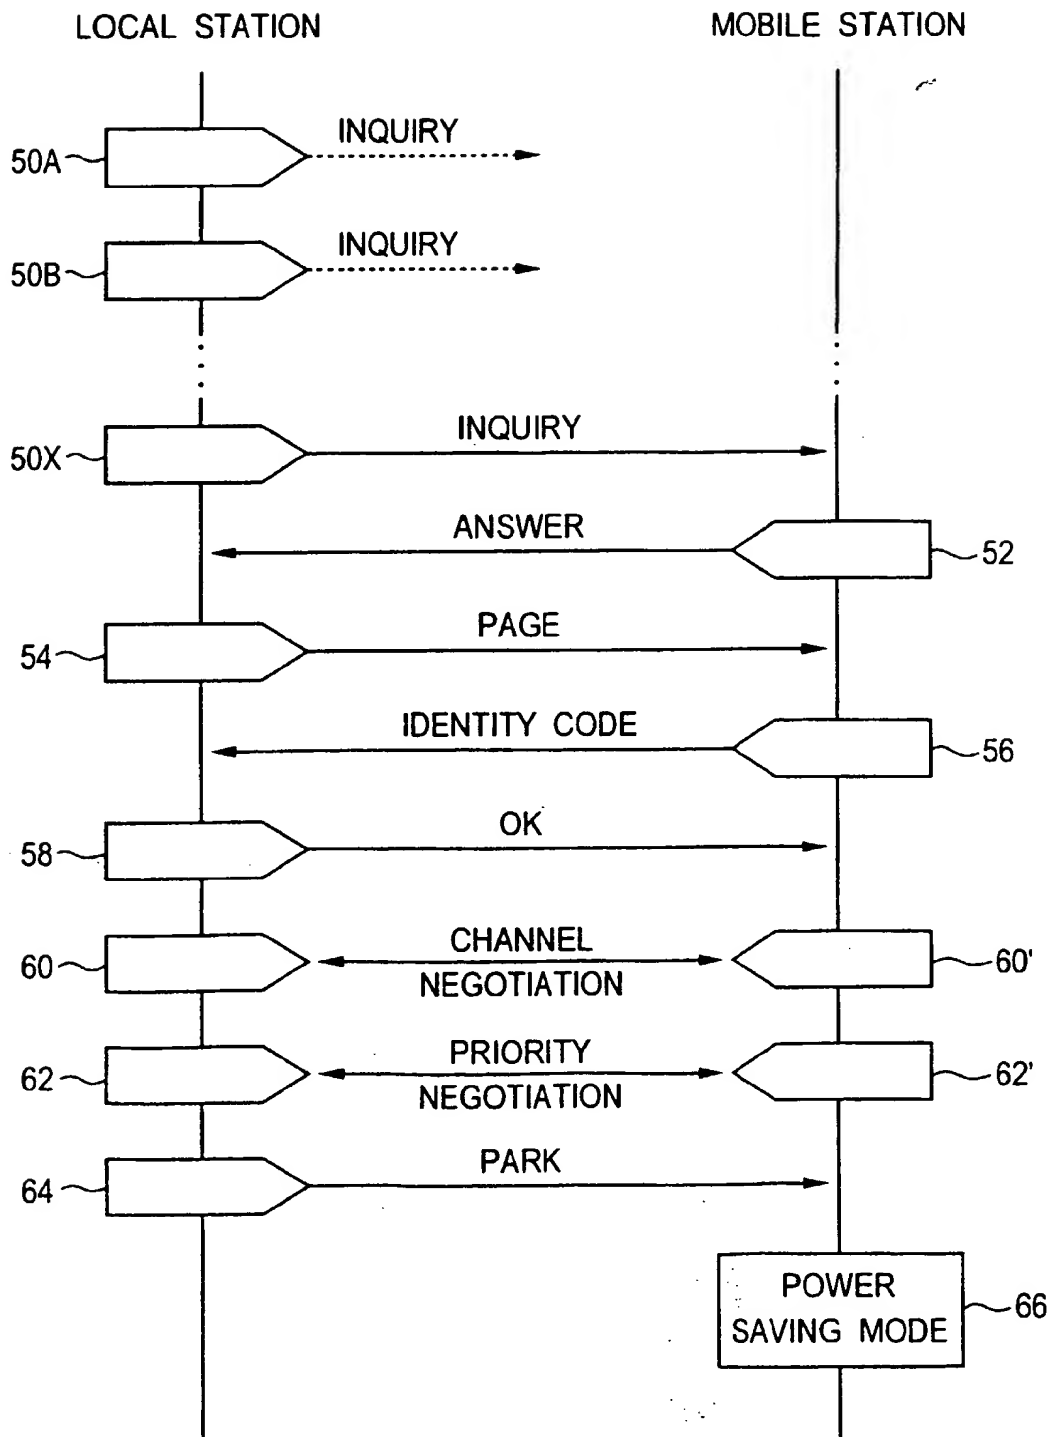 LOCAL STATION
MOBILE STATION
50A
INQUIRY
50B
INQUIRY
50X
INQUIRY
ANSWER
52
54
PAGE
IDENTITY CODE
56
58
OK
60
CHANNEL
NEGOTIATION
60'
62
PRIORITY
NEGOTIATION
62'
64
PARK
POWER
SAVING MODE
66